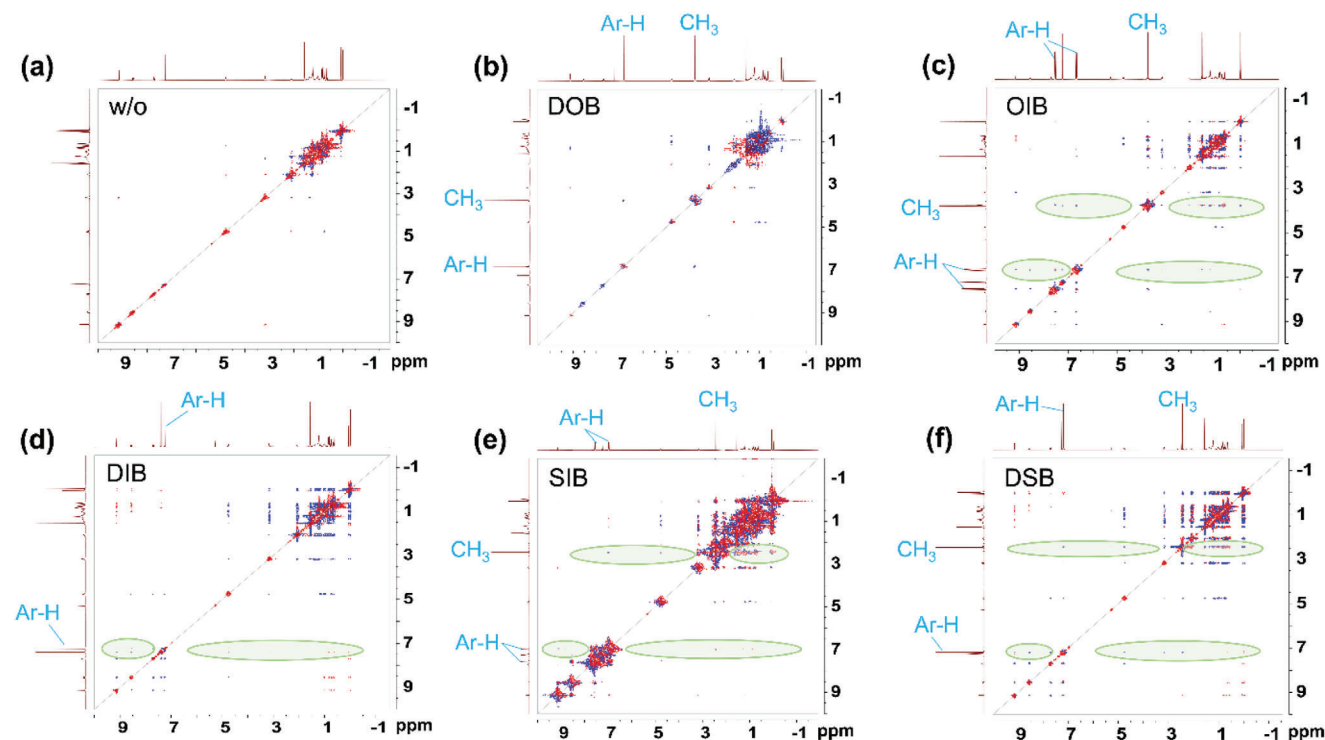 (a)
w/o
-1
1
3
5
7
9
9 7 5 3 1 -1 ppm
(b)
Ar-H
CH3
DOB
-1
1
3
5
7
9
CH3
Ar-H
9 7 5 3 1 -1 ppm
(c)
Ar-H
CH3
OIB
-1
1
3
5
7
9
CH3
Ar-H
9 7 5 3 1 -1 ppm
(d)
Ar-H
DIB
-1
1
3
5
7
9
Ar-H
9 7 5 3 1 -1 ppm
(e)
Ar-H
CH3
SIB
-1
1
3
5
7
9
CH3
Ar-H
9 7 5 3 1 -1 ppm
(f)
Ar-H
CH3
DSB
-1
1
3
5
7
9
CH3
Ar-H
9 7 5 3 1 -1 ppm